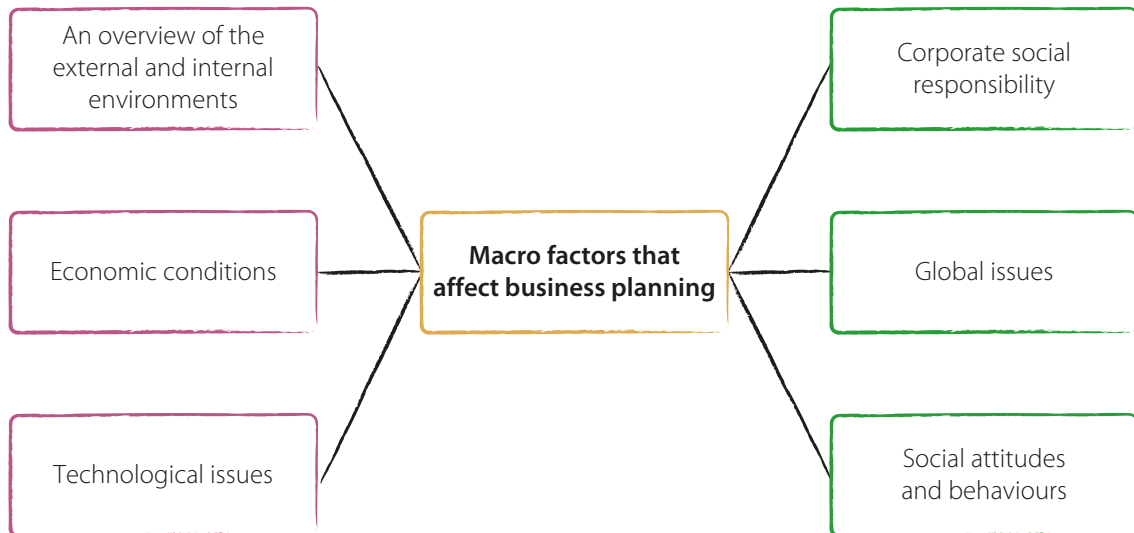 An overview of the
external and internal
environments
Economic conditions
Technological issues
Macro factors that
affect business planning
Corporate social
responsibility
Global issues
Social attitudes
and behaviours